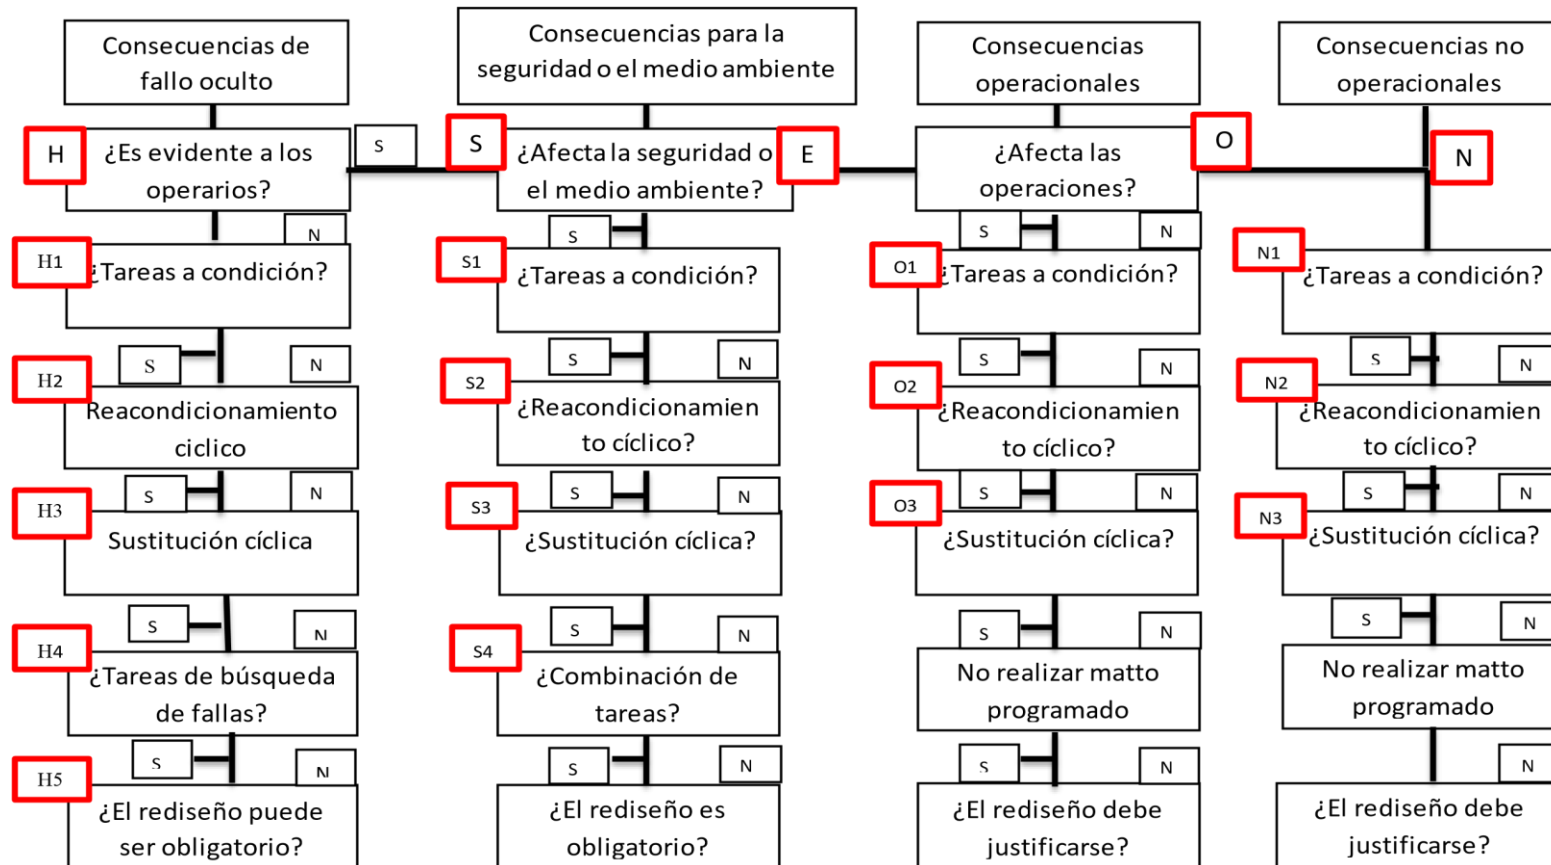 Consecuencias de
fallo oculto
Consecuencias para la
seguridad o el medio ambiente
Consecuencias
operacionales
Consecuencias no
operacionales
H
¿Es evidente a los
operarios?
S
S
¿Afecta la seguridad o
el medio ambiente?
E
¿Afecta las
operaciones?
O
N
N
S
S
N
H1
¿Tareas a condición?
S1
¿Tareas a condición?
O1
¿Tareas a condición?
N1
¿Tareas a condición?
S
N
S
N
S
N
S
N
H2
Reacondicionamiento
ciclico
S2
¿Reacondicionamien
to cíclico?
O2
¿Reacondicionamien
to cíclico?
N2
¿Reacondicionamien
to cíclico?
S
N
S
N
S
N
S
N
H3
Sustitución cíclica
S3
¿Sustitución cíclica?
O3
¿Sustitución cíclica?
N3
¿Sustitución cíclica?
S
N
S
N
S
N
S
N
H4
¿Tareas de búsqueda
de fallas?
S4
¿Combinación de
tareas?
No realizar matto
programado
No realizar matto
programado
S
N
S
N
S
N
N
H5
¿El rediseño puede
ser obligatorio?
¿El rediseño es
obligatorio?
¿El rediseño debe
justificarse?
¿El rediseño debe
justificarse?